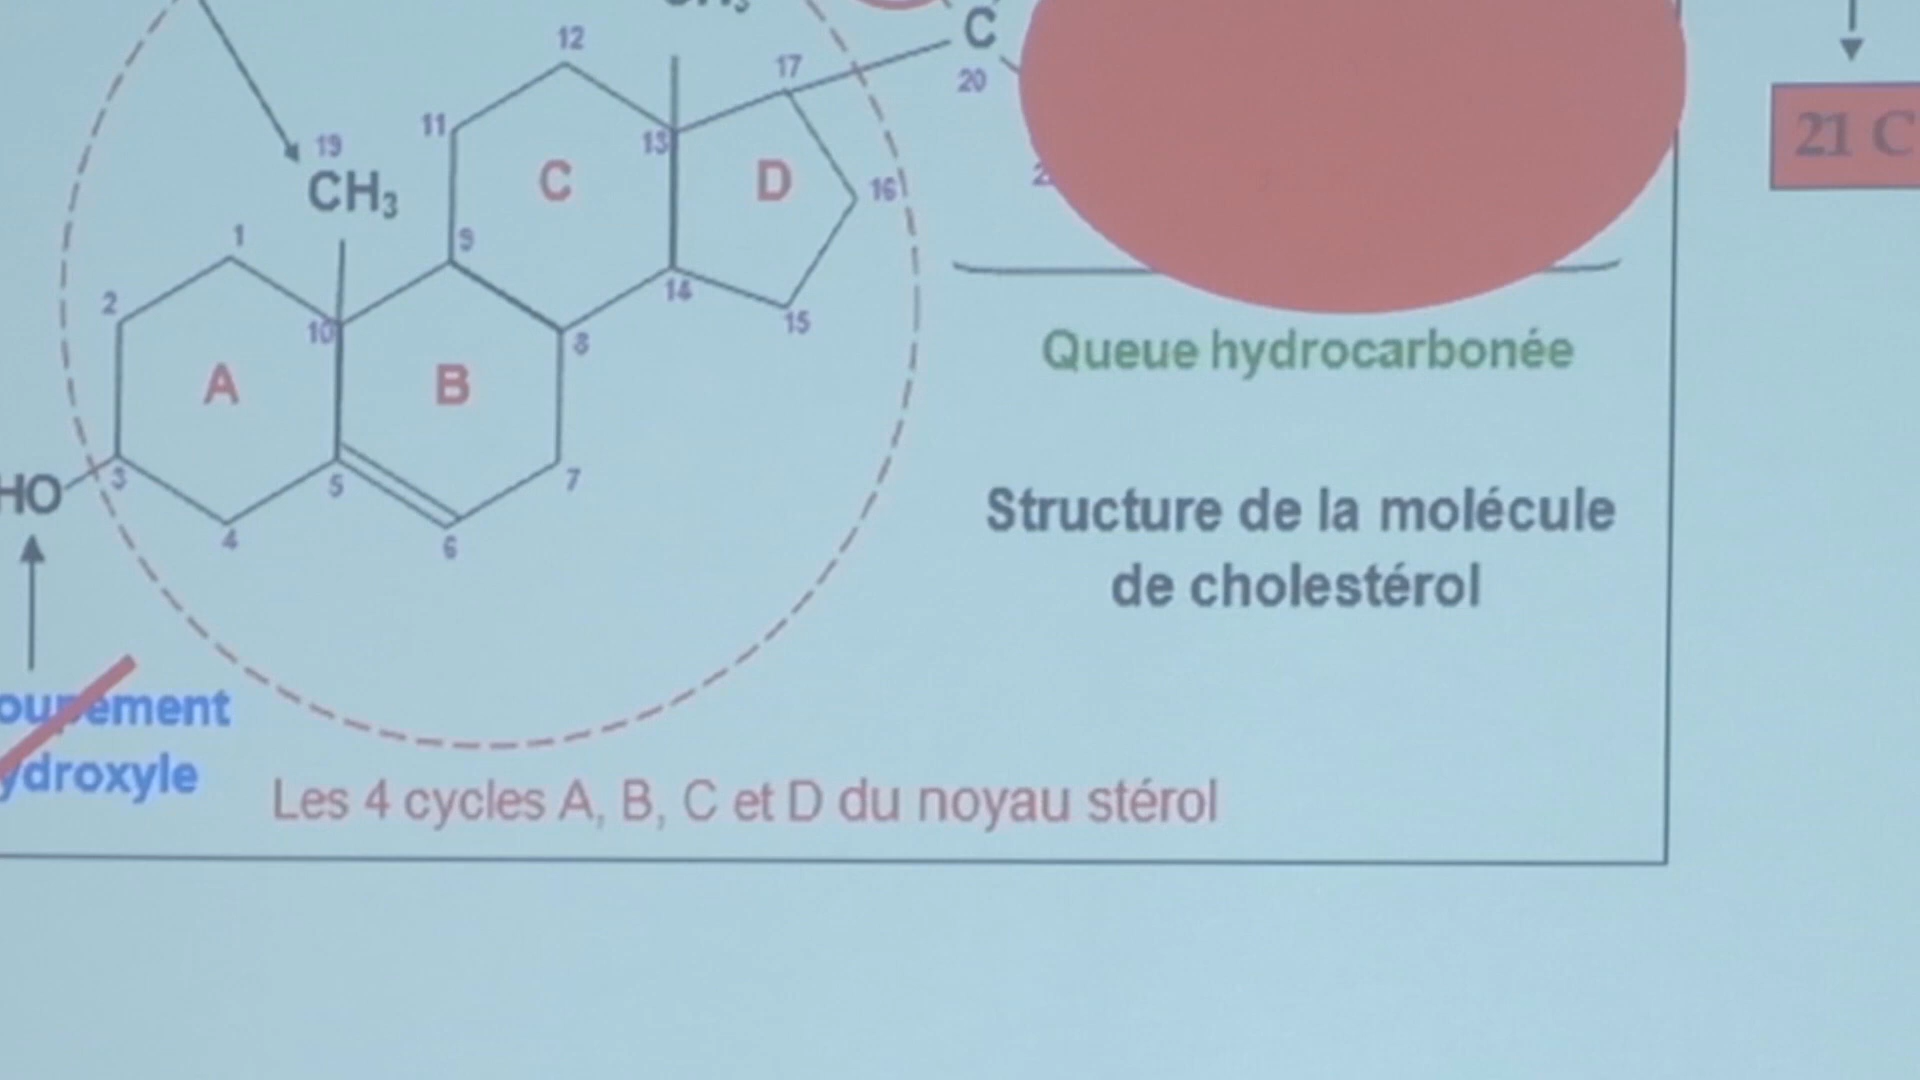 CH₃
12
17
C
20
11
13
21 C
19
C
D
16
CH₃
1
9
2
14
10
15
8
Queue hydrocarbonée
A
B
3
5
7
HO
Structure de la molécule
4
6
de cholestérol
oupement
ydroxyle
Les 4 cycles A, B, C et D du noyau stérol